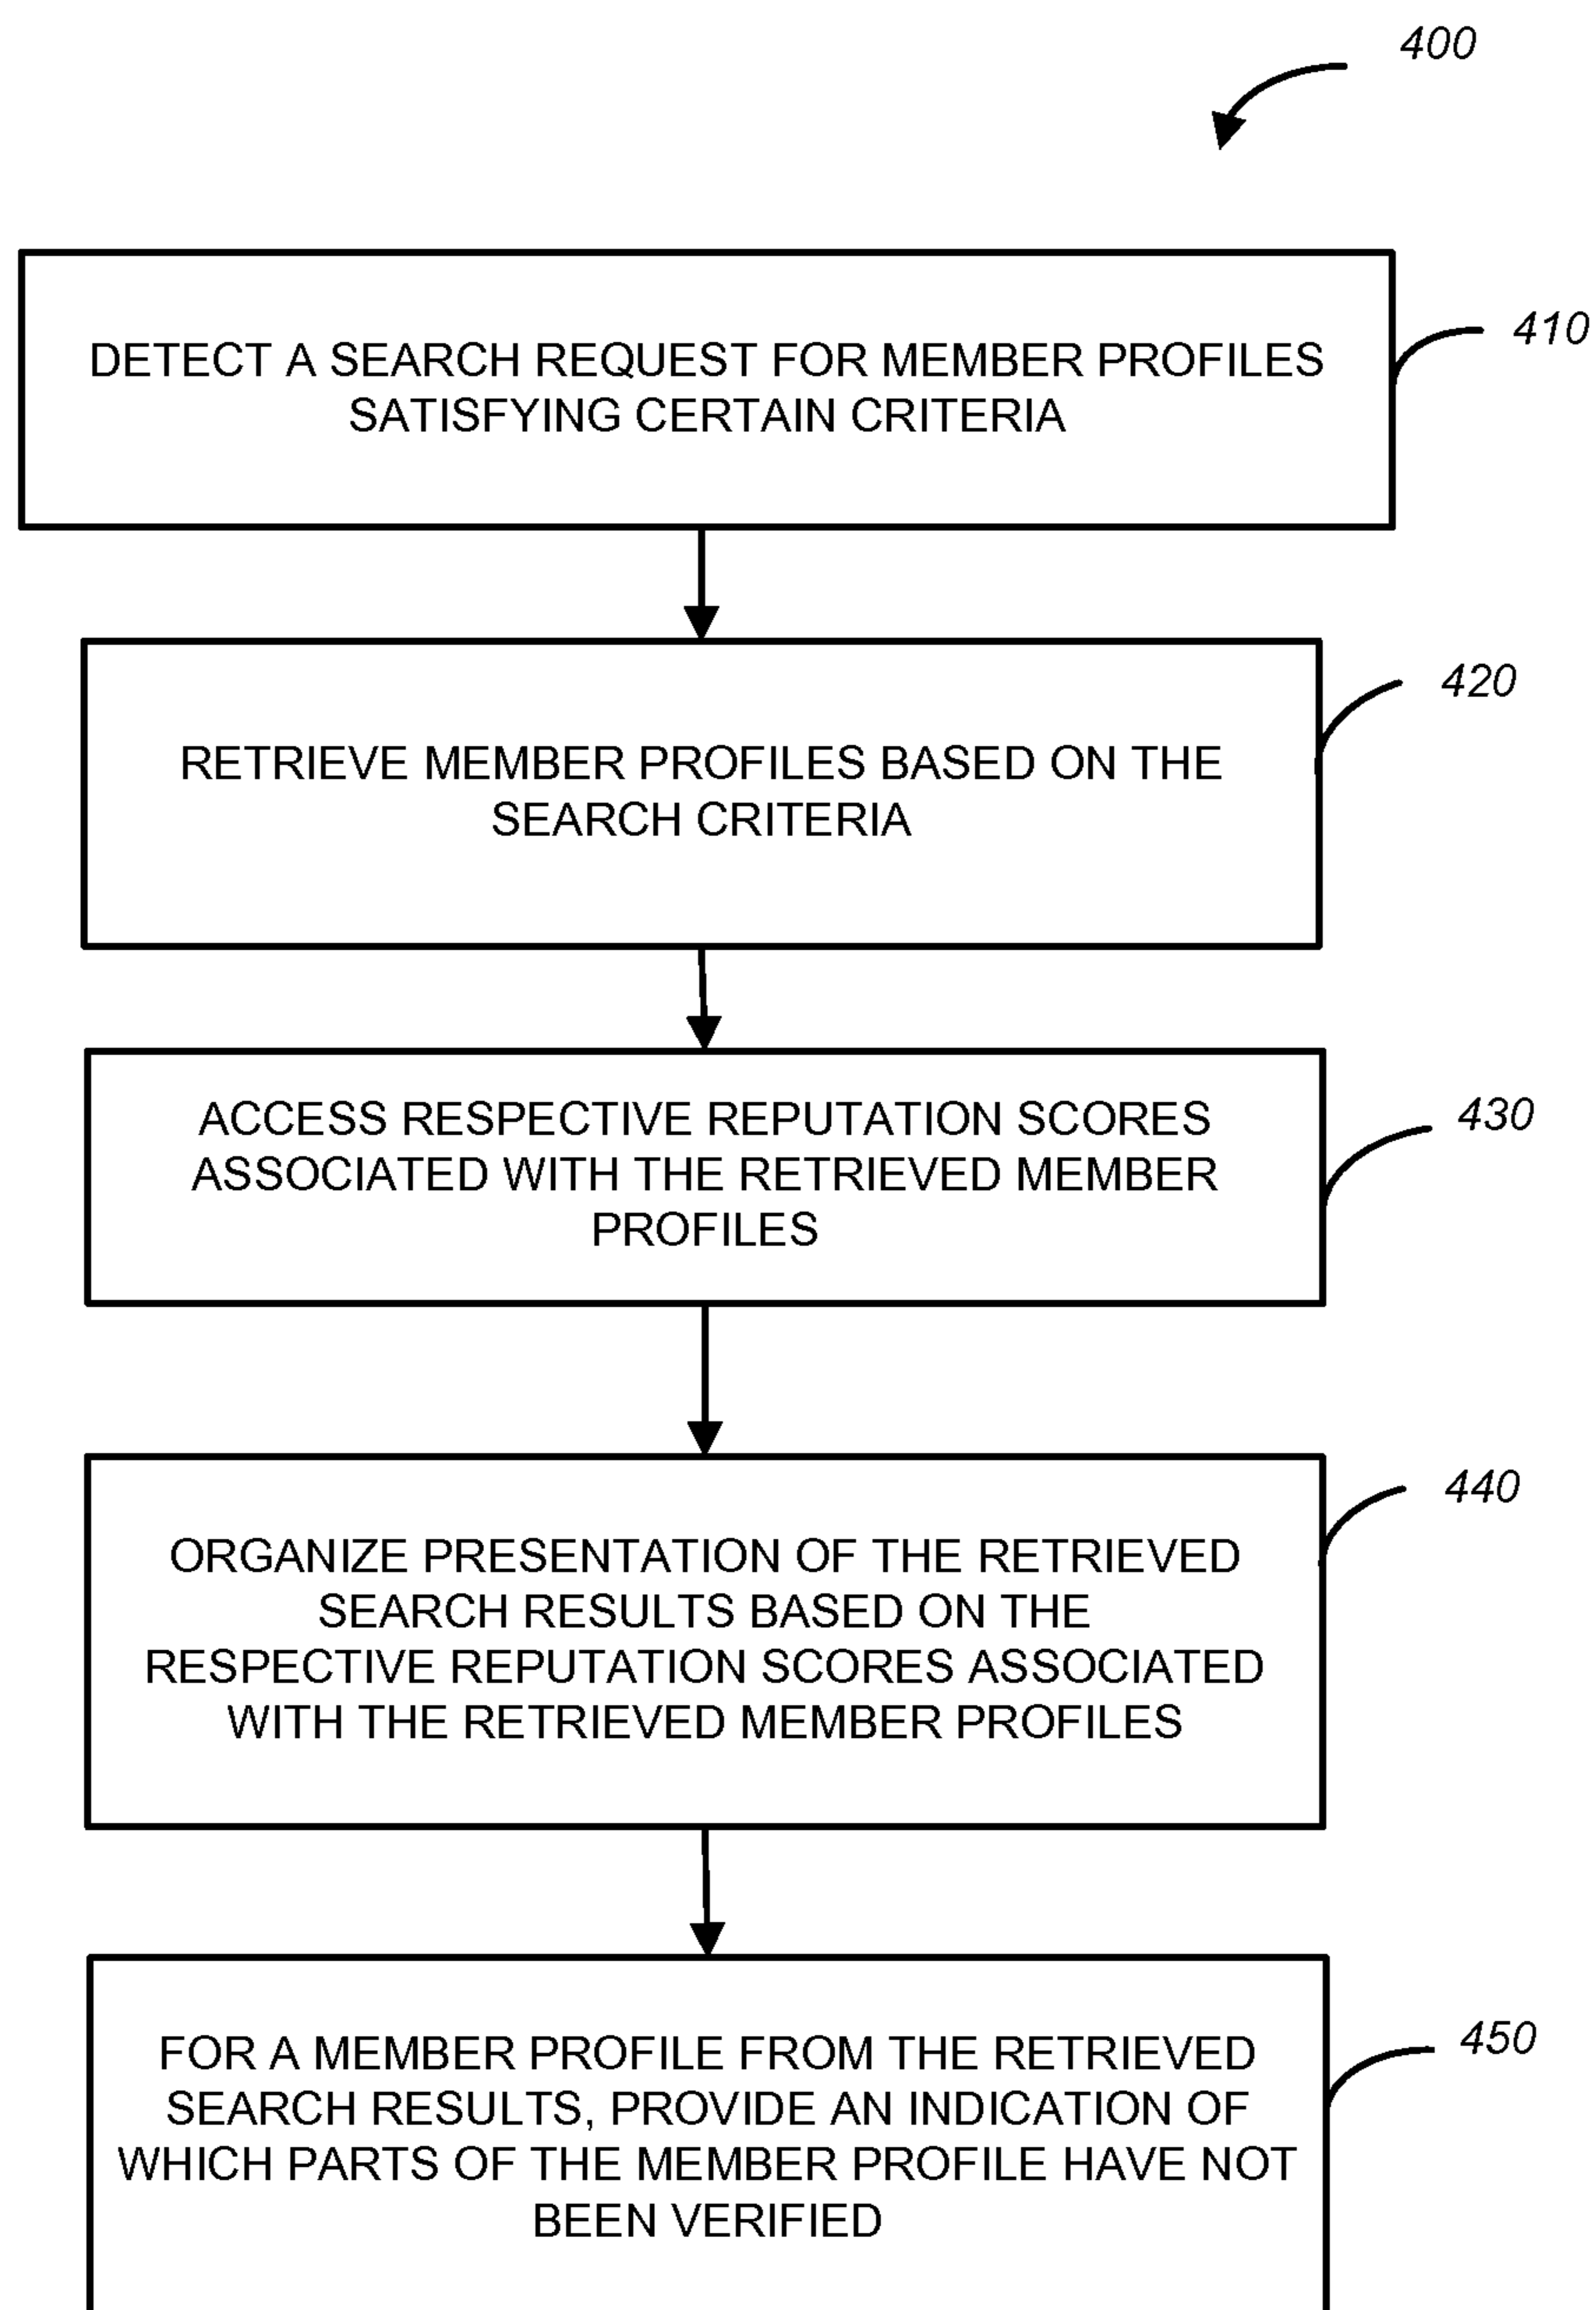 400
DETECT A SEARCH REQUEST FOR MEMBER PROFILES
SATISFYING CERTAIN CRITERIA
410
RETRIEVE MEMBER PROFILES BASED ON THE
SEARCH CRITERIA
420
ACCESS RESPECTIVE REPUTATION SCORES
ASSOCIATED WITH THE RETRIEVED MEMBER
PROFILES
430
ORGANIZE PRESENTATION OF THE RETRIEVED
SEARCH RESULTS BASED ON THE
RESPECTIVE REPUTATION SCORES ASSOCIATED
WITH THE RETRIEVED MEMBER PROFILES
440
FOR A MEMBER PROFILE FROM THE RETRIEVED
SEARCH RESULTS, PROVIDE AN INDICATION OF
WHICH PARTS OF THE MEMBER PROFILE HAVE NOT
BEEN VERIFIED
450